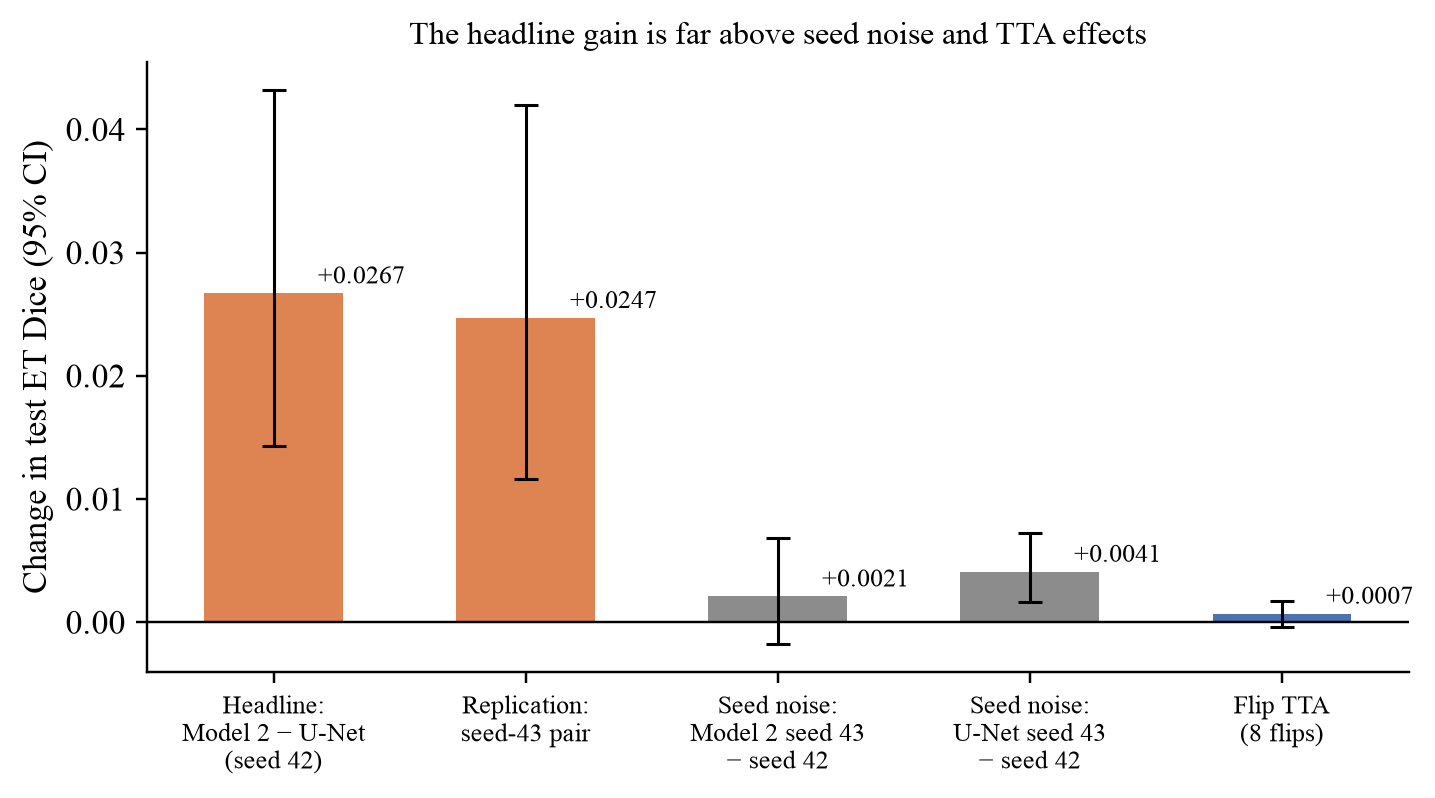 The headline gain is far above seed noise and TTA effects
Change in test ET Dice (95% CI)
0.04
0.03
0.02
0.01
0.00
+0.0267
+0.0247
+0.0021
+0.0041
+0.0007
Headline:
Model 2 − U-Net
(seed 42)
Replication:
seed-43 pair
Seed noise:
Model 2 seed 43
− seed 42
Seed noise:
U-Net seed 43
− seed 42
Flip TTA
(8 flips)